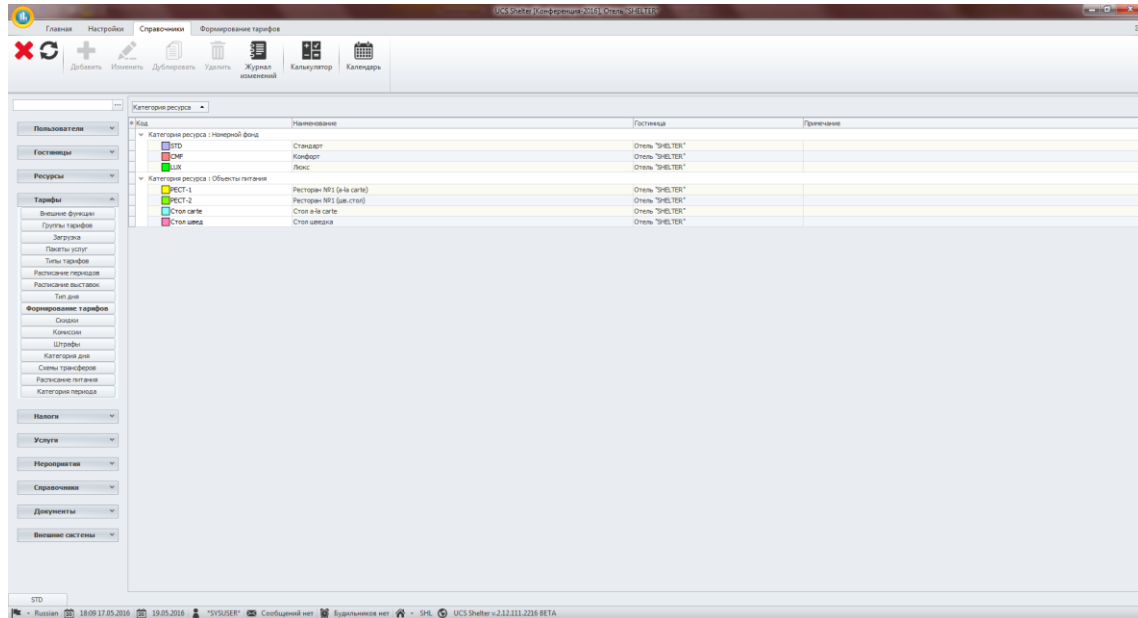 UCS Shelter [Конференция-2016]. Отель "SHELTER"
Главная Настройки Справочники Формирование тарифов
Добавить Изменить Дублировать Удалить Журнал изменений Калькулятор Календарь
Категория ресурса
Код Наименование Гостиница Примечание
Категория ресурса : Номерной фонд
STD Стандарт Отель "SHELTER"
CMF Комфорт Отель "SHELTER"
LUX Люкс Отель "SHELTER"
Категория ресурса : Объекты питания
РЕСТ-1 Ресторан №1 (a-la carte) Отель "SHELTER"
РЕСТ-2 Ресторан №1 (шв.стол) Отель "SHELTER"
Стол carte Стол a-la carte Отель "SHELTER"
Стол швед Стол шведка Отель "SHELTER"
Пользователи
Гостиницы
Ресурсы
Тарифы
Внешние функции
Группы тарифов
Загрузка
Пакеты услуг
Типы тарифов
Расписание периодов
Расписание выставок
Тип дня
Формирование тарифов
Скидки
Комиссии
Штрафы
Категория дня
Схемы трансферов
Расписание питания
Категория периода
Налоги
Услуги
Мероприятия
Справочники
Документы
Внешние системы
STD
Russian 18:09 17.05.2016 19.05.2016 *SYSUSER* Сообщений нет Будильников нет SHL UCS Shelter v.2.12.111.2216 BETA